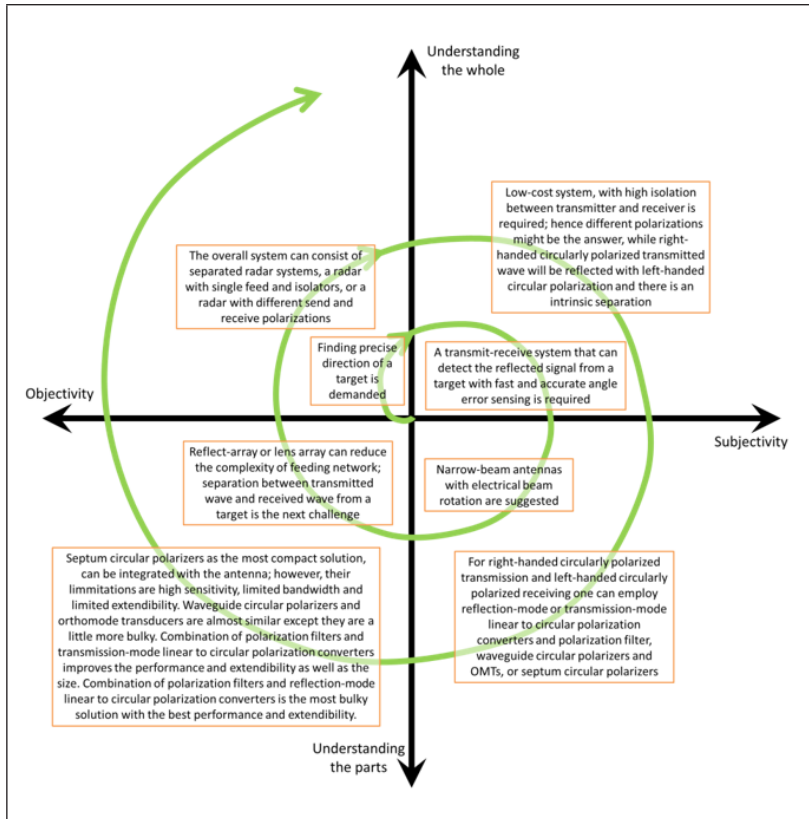 Understanding
the whole
Low-cost system, with high isolation
between transmitter and receiver is
required; hence different polarizations
might be the answer, while right-
handed circularly polarized transmitted
wave will be reflected with left-handed
circular polarization and there is an
intrinsic separation
The overall system can consist of
separated radar systems, a radar
with single feed and isolators, or a
radar with different send and
receive polarizations
Finding precise
direction of a
target is
demanded
A transmit-receive system that can
detect the reflected signal from a
target with fast and accurate angle
error sensing is required
Objectivity
Subjectivity
Reflect-array or lens array can reduce
the complexity of feeding network;
separation between transmitted
wave and received wave from a
target is the next challenge
Narrow-beam antennas
with electrical beam
rotation are suggested
Septum circular polarizers as the most compact solution,
can be integrated with the antenna; however, their
limmitations are high sensitivity, limited bandwidth and
limited extendibility. Waveguide circular polarizers and
orthomode transducers are almost similar except they are a
little more bulky. Combination of polarization filters and
transmission-mode linear to circular polarization converters
improves the performance and extendibility as well as the
size. Combination of polarization filters and reflection-mode
linear to circular polarization converters is the most bulky
solution with the best performance and extendibility.
For right-handed circularly polarized
transmission and left-handed circularly
polarized receiving one can employ
reflection-mode or transmission-mode
linear to circular polarization
converters and polarization filter,
waveguide circular polarizers and
OMTs, or septum circular polarizers
Understanding
the parts